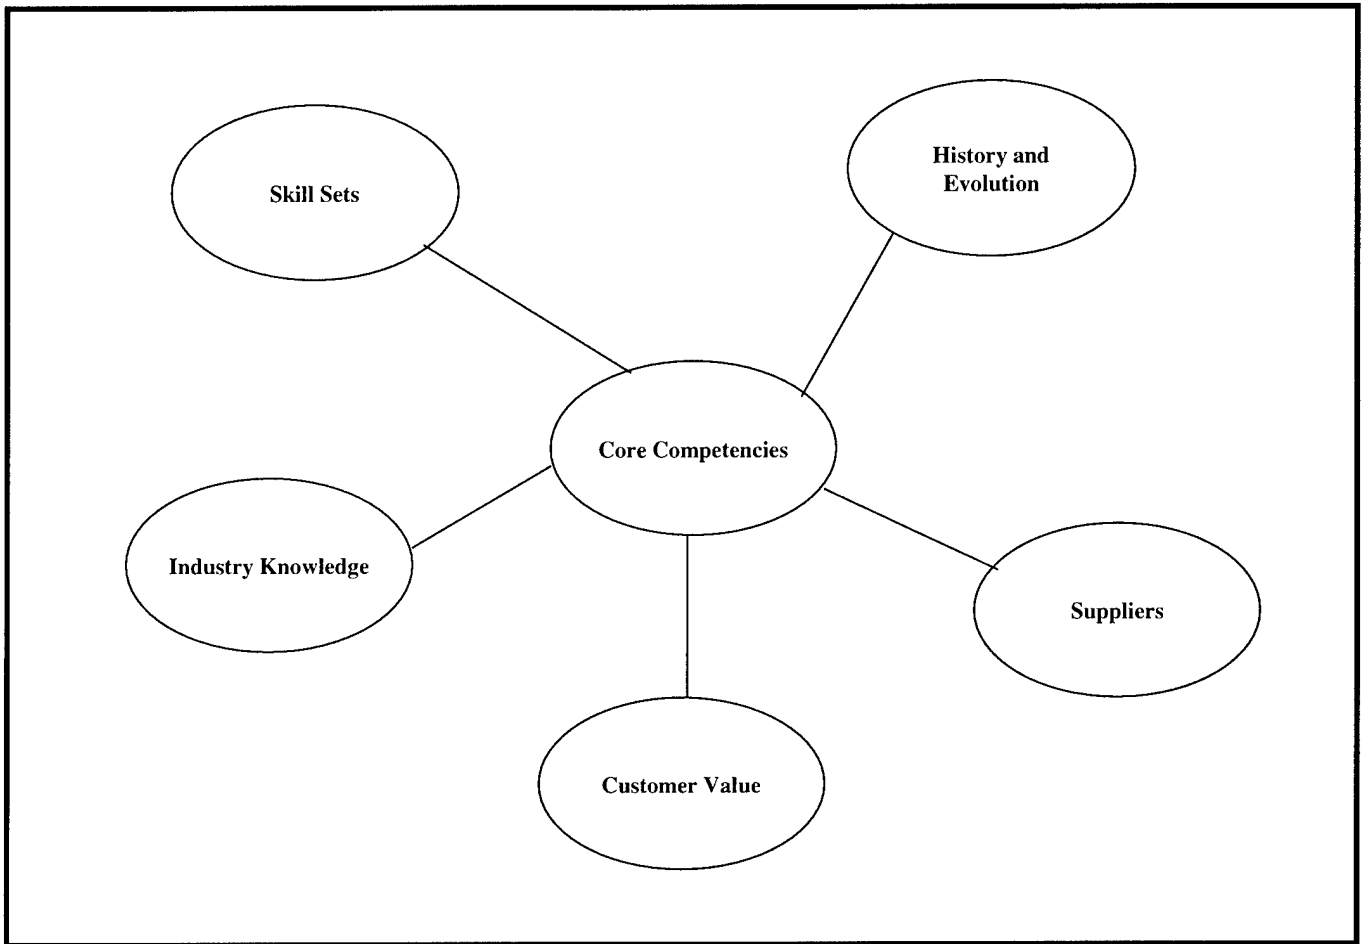 History and
Evolution
Skill Sets
Core Competencies
Industry Knowledge
Suppliers
Customer Value